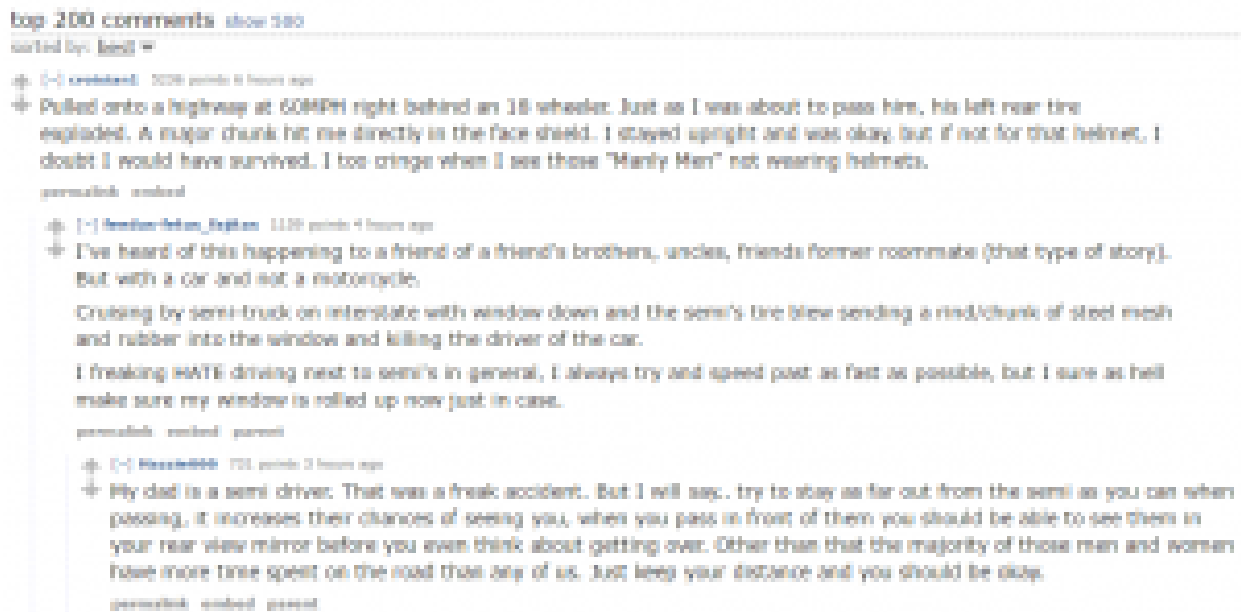 top 200 comments show 500
sorted by: best
[-] 6 hours ago
Pulled onto a highway at 60MPH right behind an 18 wheeler. Just as I was about to pass him, his left rear tire
exploded. A major chunk hit me directly in the face shield. I stayed upright and was okay, but if not for that helmet, I
doubt I would have survived. I too cringe when I see those "Manly Men" not wearing helmets.
permalink embed
[-] points 4 hours ago
I've heard of this happening to a friend of a friend's brothers, uncles, friends former roommate (that type of story).
But with a car and not a motorcycle.
Cruising by semi-truck on interstate with window down and the semi's tire blew sending a rind/chunk of steel mesh
and rubber into the window and killing the driver of the car.
I freaking HATE driving next to semi's in general, I always try and speed past as fast as possible, but I sure as hell
make sure my window is rolled up now just in case.
permalink embed parent
[-] points 3 hours ago
My dad is a semi driver. That was a freak accident. But I will say, try to stay as far out from the semi as you can when
passing, it increases their chances of seeing you, when you pass in front of them you should be able to see them in
your rear view mirror before you even think about getting over. Other than that the majority of those men and women
have more time spent on the road than any of us. Just keep your distance and you should be okay.
permalink embed parent